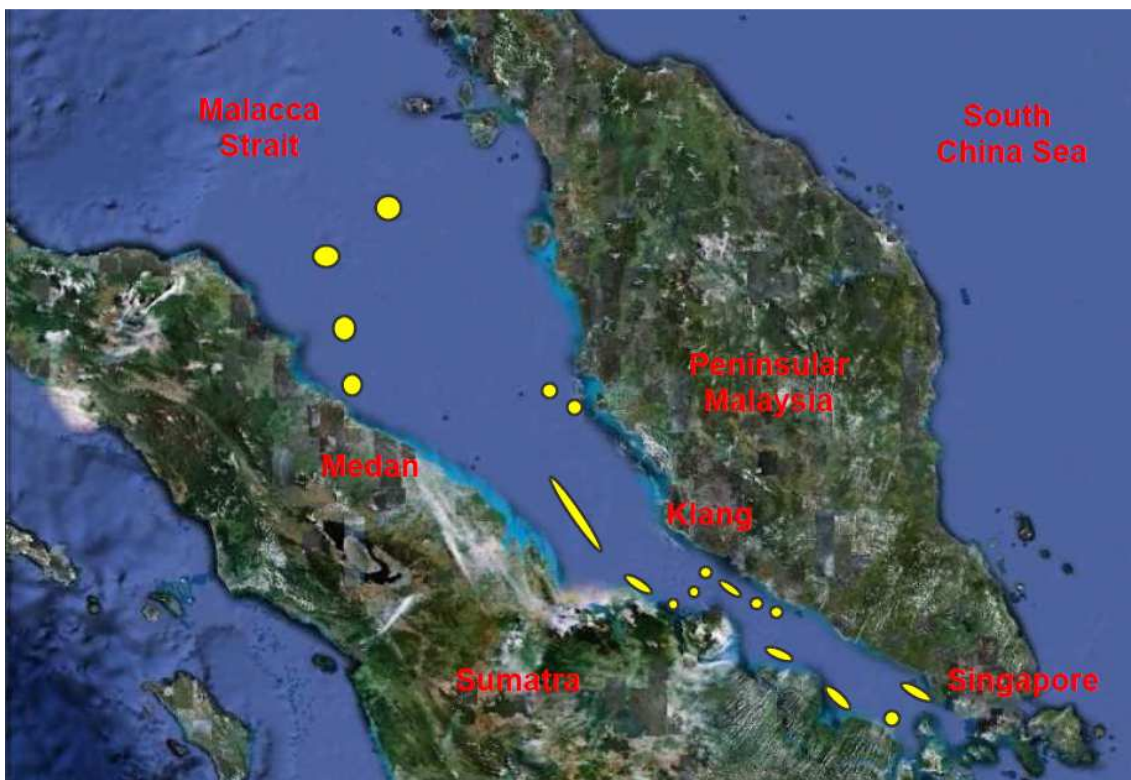 Malacca
Strait
South
China Sea
Peninsular
Malaysia
Medan
Klang
Sumatra
Singapore